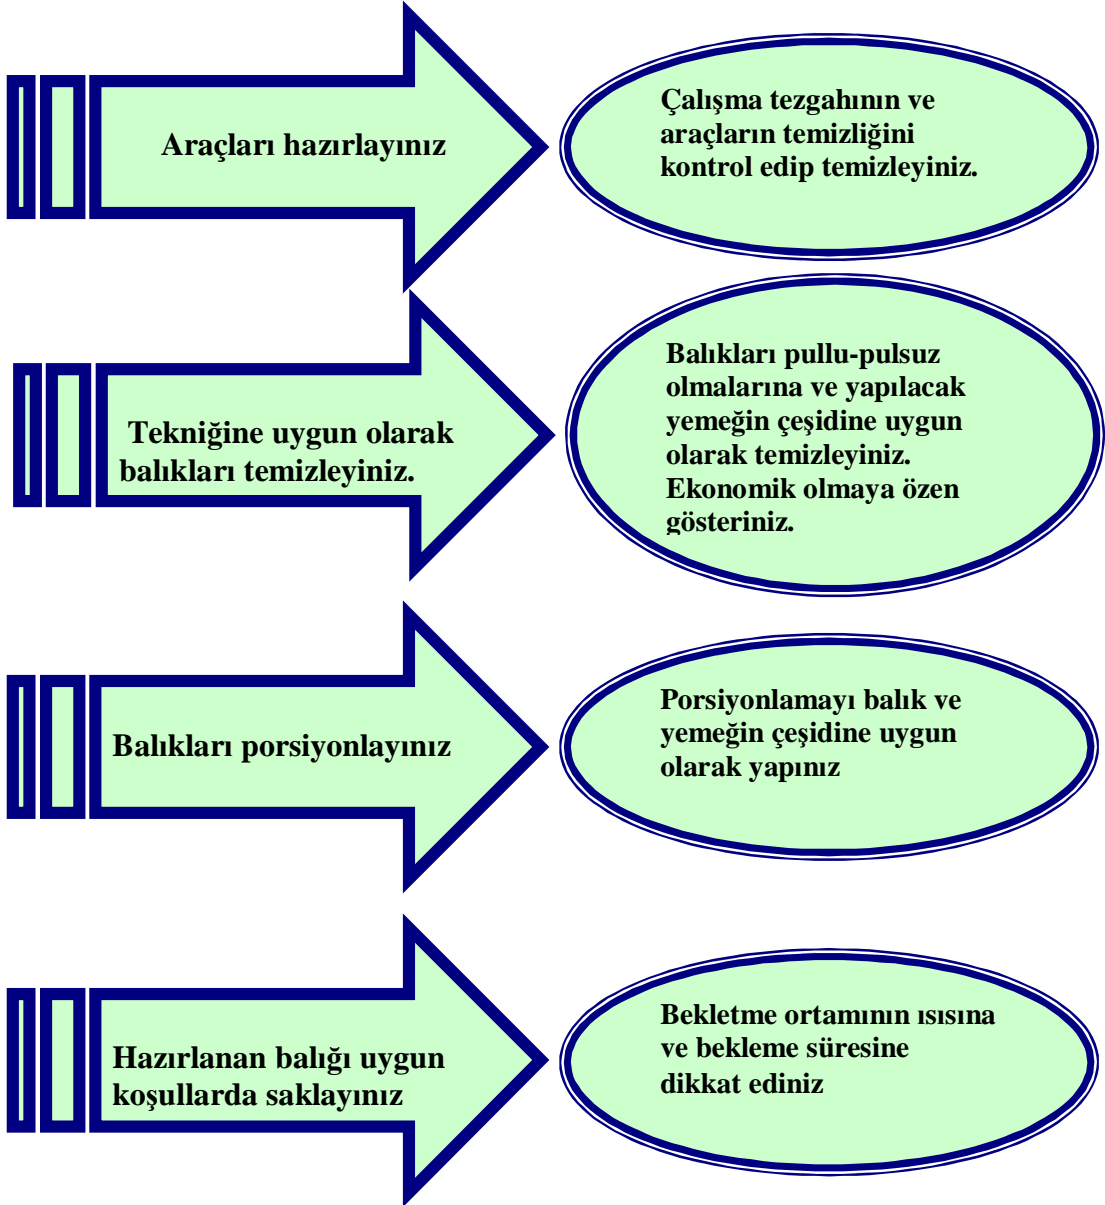 Araçları hazırlayınız
Çalışma tezgahının ve
araçların temizliğini
kontrol edip temizleyiniz.
Tekniğine uygun olarak
balıkları temizleyiniz.
Balıkları pullu-pulsuz
olmalarına ve yapılacak
yemeğin çeşidine uygun
olarak temizleyiniz.
Ekonomik olmaya özen
gösteriniz.
Balıkları porsiyonlayınız
Porsiyonlamayı balık ve
yemeğin çeşidine uygun
olarak yapınız
Hazırlanan balığı uygun
koşullarda saklayınız
Bekletme ortamının ısısına
ve bekleme süresine
dikkat ediniz